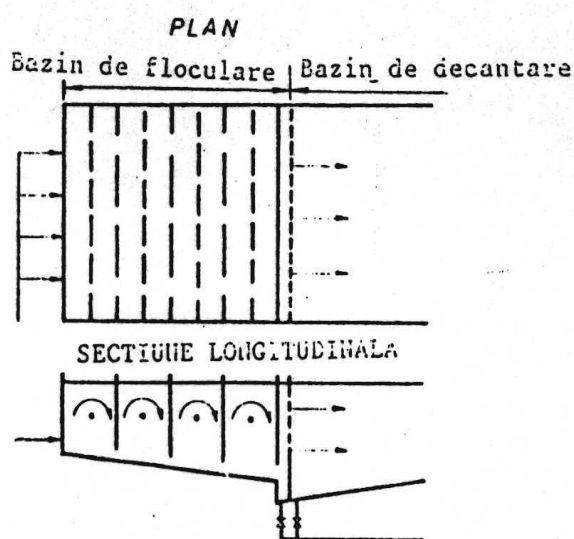 PLAN
Bazin de floculare Bazin de decantare
SECTIUNE LONGITUDINALA